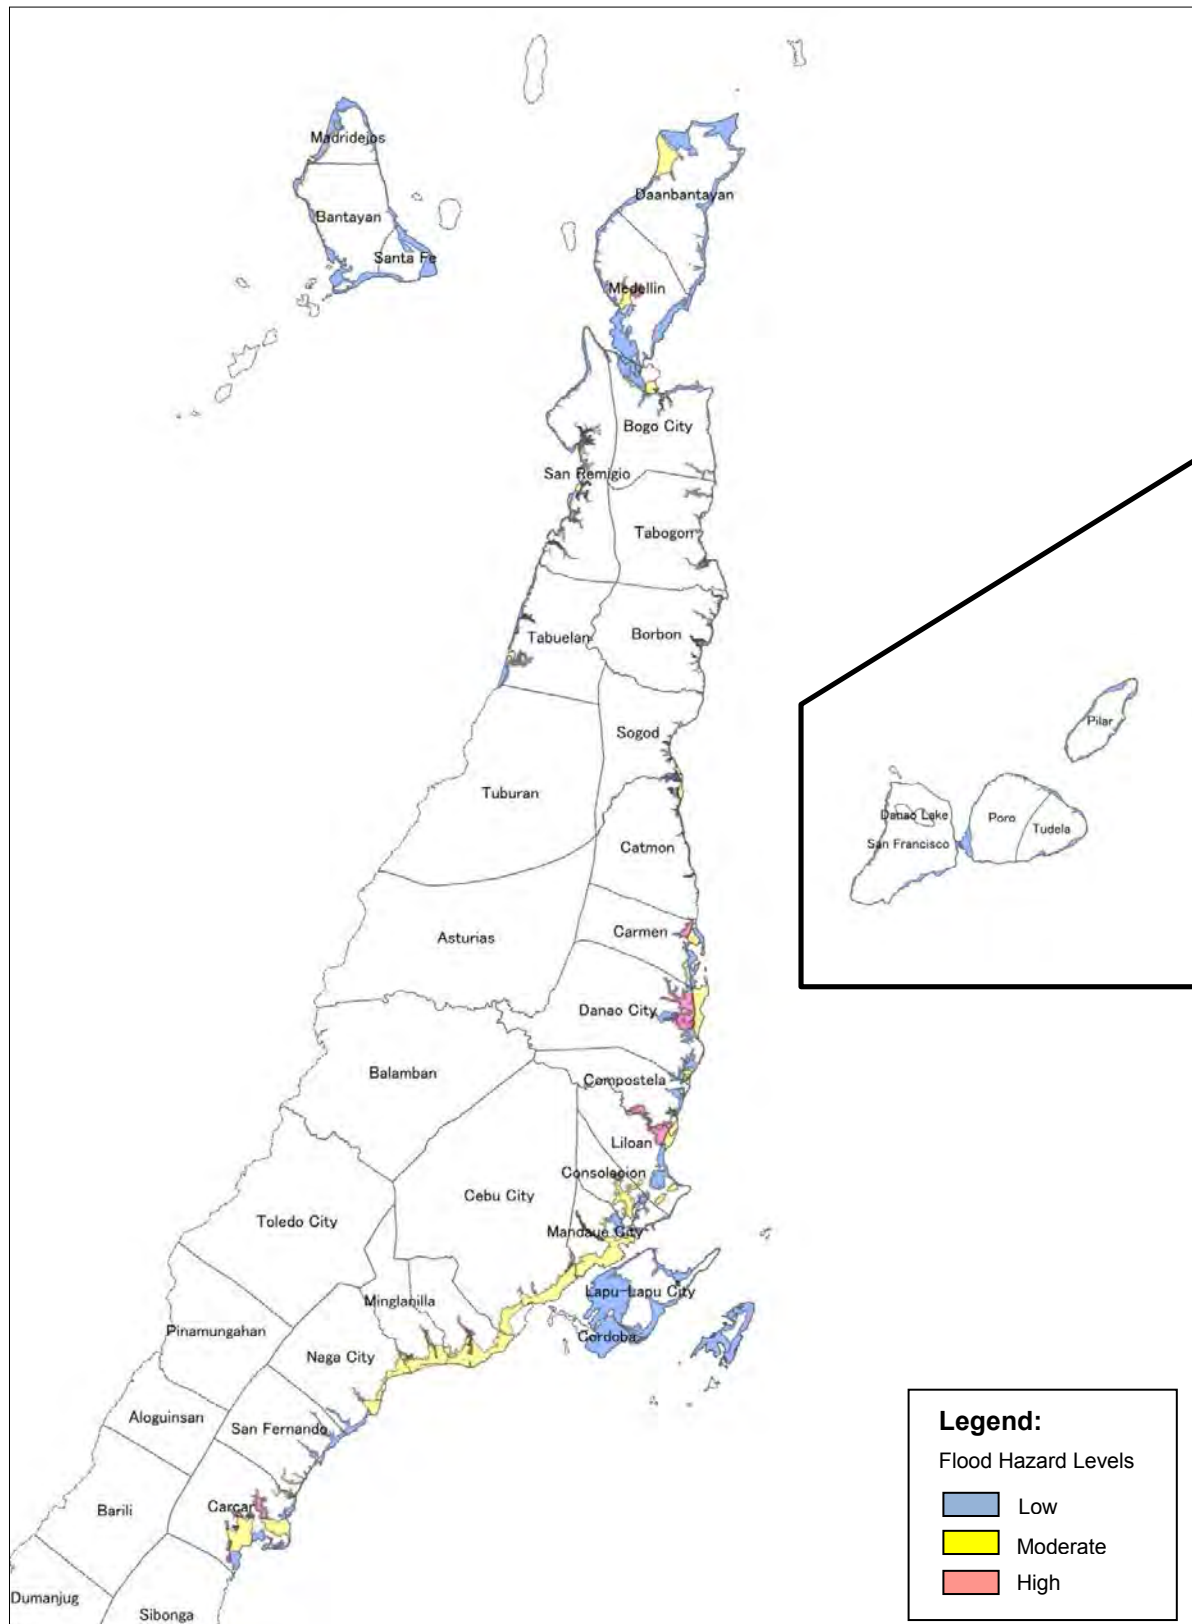 Madridejos
Bantayan
Santa Fe
Daanbantayan
Medellin
Bogo City
San Remigio
Tabogon
Tabuelan
Borbon
Sogod
Tuburan
Catmon
Pilar
Danao Lake
Poro
San Francisco
Tudela
Asturias
Carmen
Danao City
Balamban
Compostela
Liloan
Consolacion
Cebu City
Toledo City
Mandaue City
Lapu-Lapu City
Minglanilla
Cordoba
Pinamungahan
Naga City
Aloguinsan
San Fernando
Barili
Carcar
Dumanjug
Sibonga
Legend:
Flood Hazard Levels
Low
Moderate
High